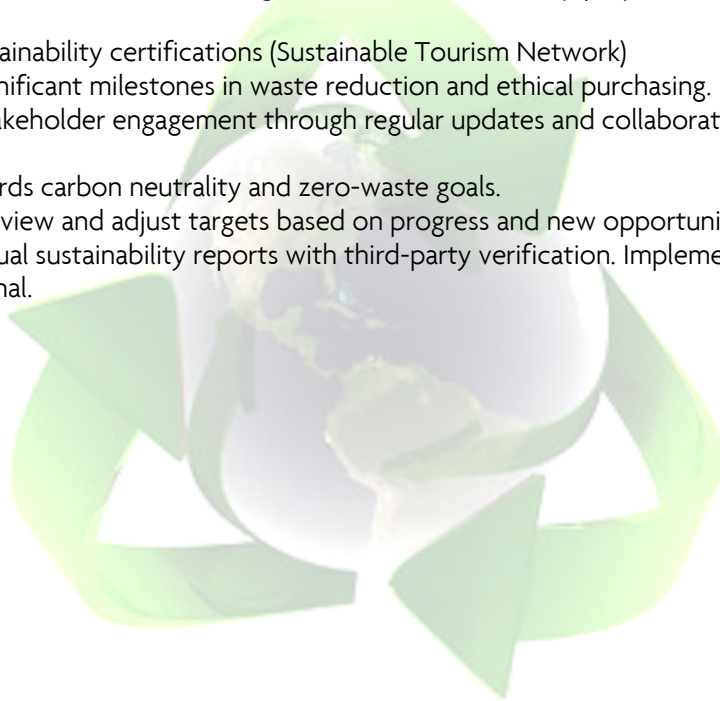 ainability certifications (Sustainable Tourism Network)
nificant milestones in waste reduction and ethical purchasing.
akeholder engagement through regular updates and collaborat
rds carbon neutrality and zero-waste goals.
view and adjust targets based on progress and new opportuni
ual sustainability reports with third-party verification. Impleme
nal.